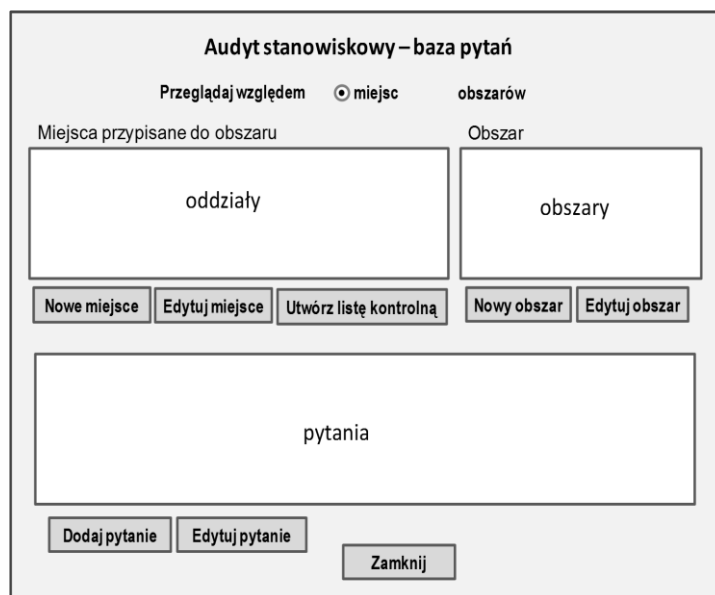 Audyt stanowiskowy – baza pytań
Przeglądaj względem miejsc obszarów
Miejsca przypisane do obszaru Obszar
oddziały obszary
Nowe miejsce Edytuj miejsce Utwórz listę kontrolną Nowy obszar Edytuj obszar
pytania
Dodaj pytanie Edytuj pytanie
Zamknij